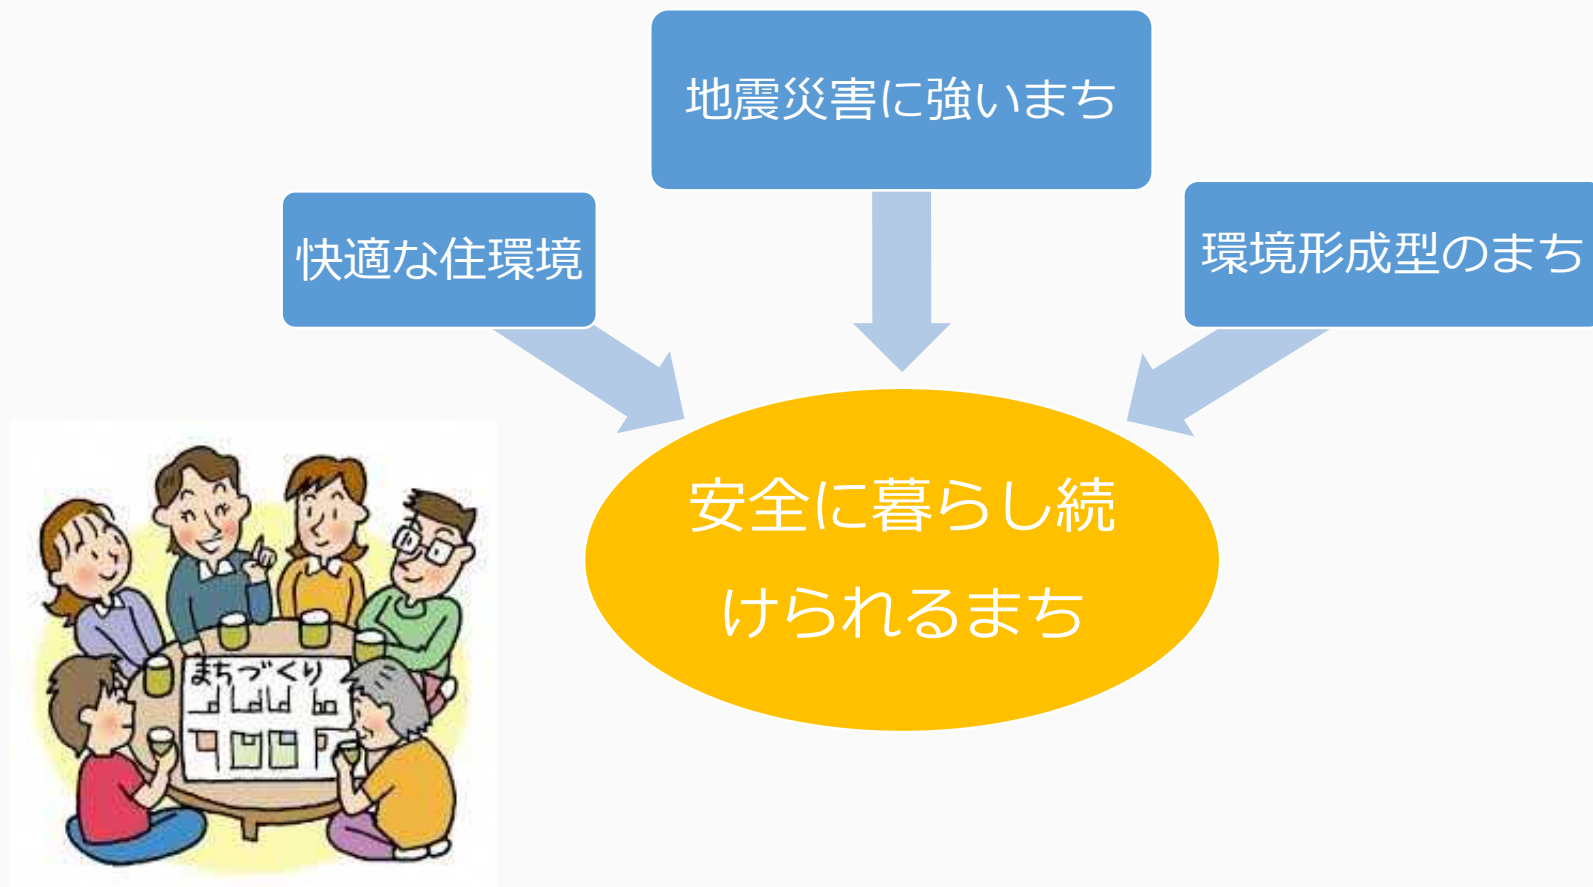 地震災害に強いまち
快適な住環境
環境形成型のまち
安全に暮らし続
けられるまち
まちづくり